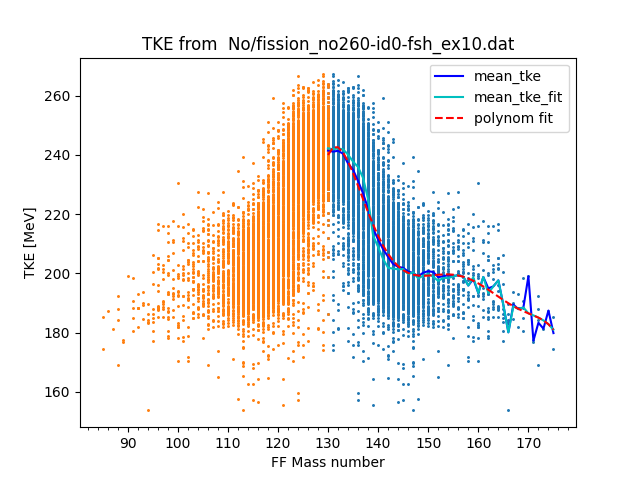 TKE from  No/fission_no260-id0-fsh_ex10.dat
mean_tke
mean_tke_fit
polynom fit
TKE [MeV]
260
240
220
200
180
160
90 100 110 120 130 140 150 160 170
FF Mass number